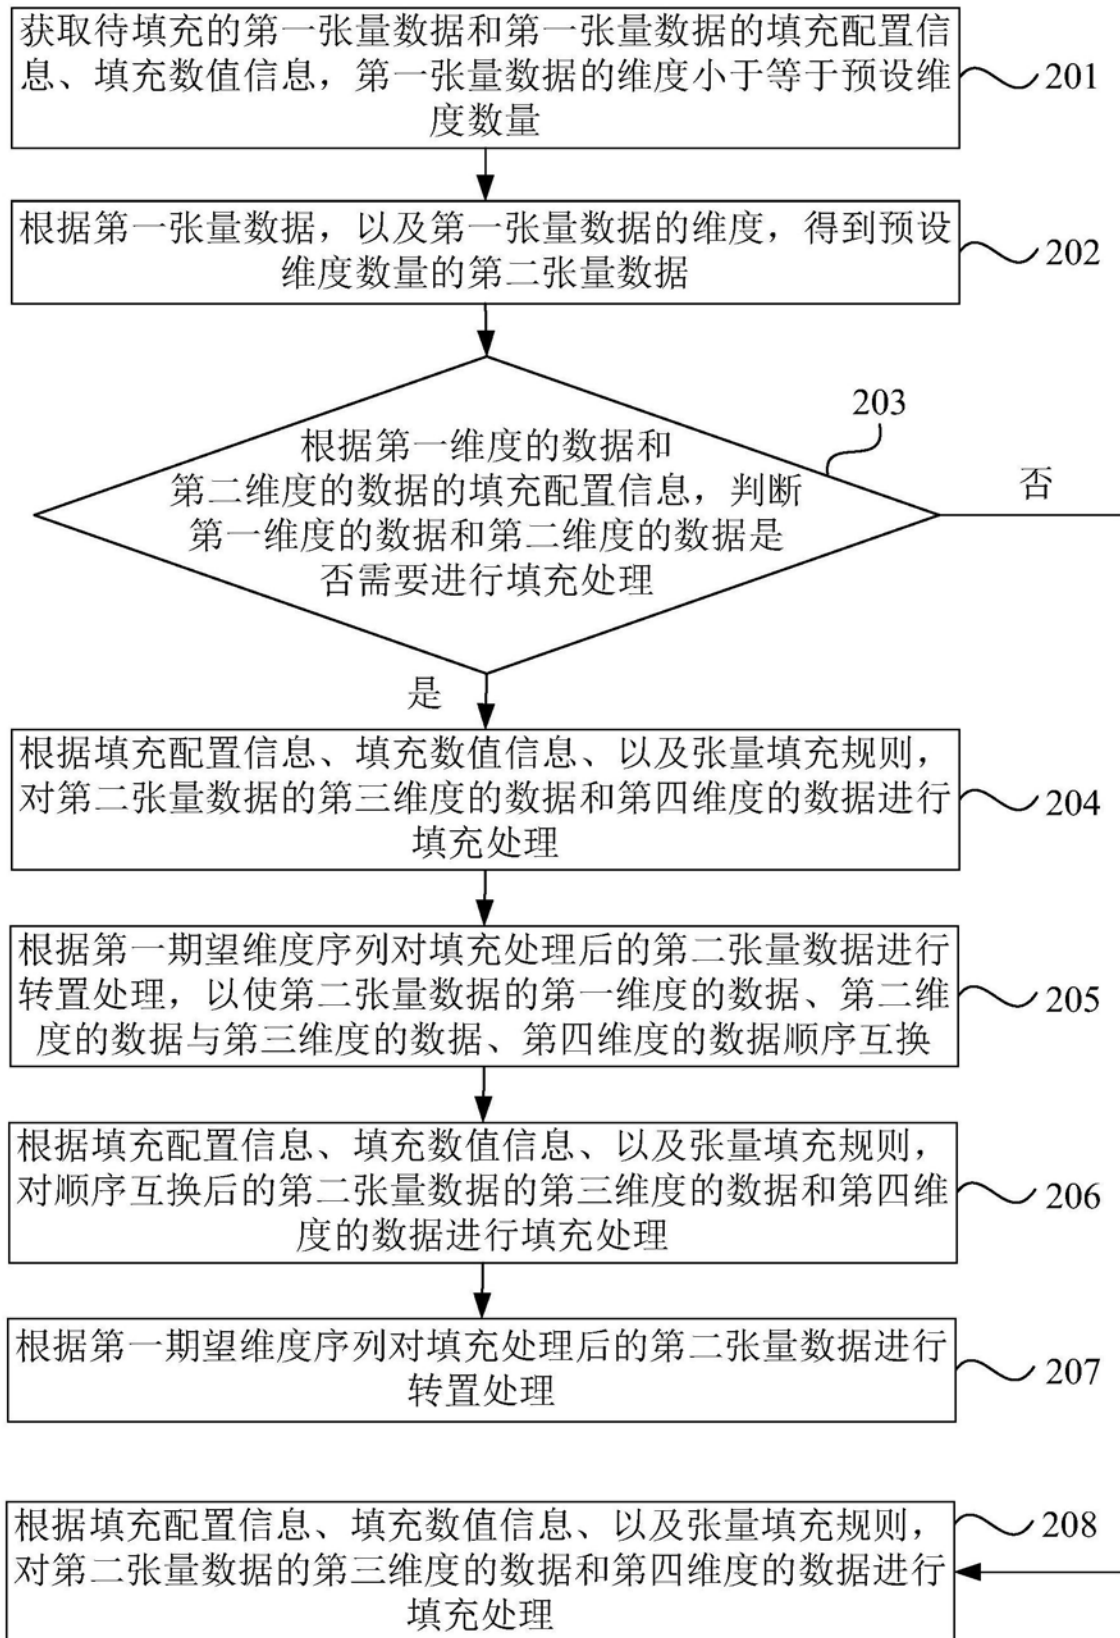 获取待填充的第一张量数据和第一张量数据的填充配置信
息、填充数值信息，第一张量数据的维度小于等于预设维
度数量
201
根据第一张量数据，以及第一张量数据的维度，得到预设
维度数量的第二张量数据
202
203
根据第一维度的数据和
第二维度的数据的填充配置信息，判断
第一维度的数据和第二维度的数据是
否需要进行填充处理
否
是
根据填充配置信息、填充数值信息、以及张量填充规则，
对第二张量数据的第三维度的数据和第四维度的数据进行
填充处理
204
根据第一期望维度序列对填充处理后的第二张量数据进行
转置处理，以使第二张量数据的第一维度的数据、第二维
度的数据与第三维度的数据、第四维度的数据顺序互换
205
根据填充配置信息、填充数值信息、以及张量填充规则，
对顺序互换后的第二张量数据的第三维度的数据和第四维
度的数据进行填充处理
206
根据第一期望维度序列对填充处理后的第二张量数据进行
转置处理
207
根据填充配置信息、填充数值信息、以及张量填充规则，
对第二张量数据的第三维度的数据和第四维度的数据进行
填充处理
208